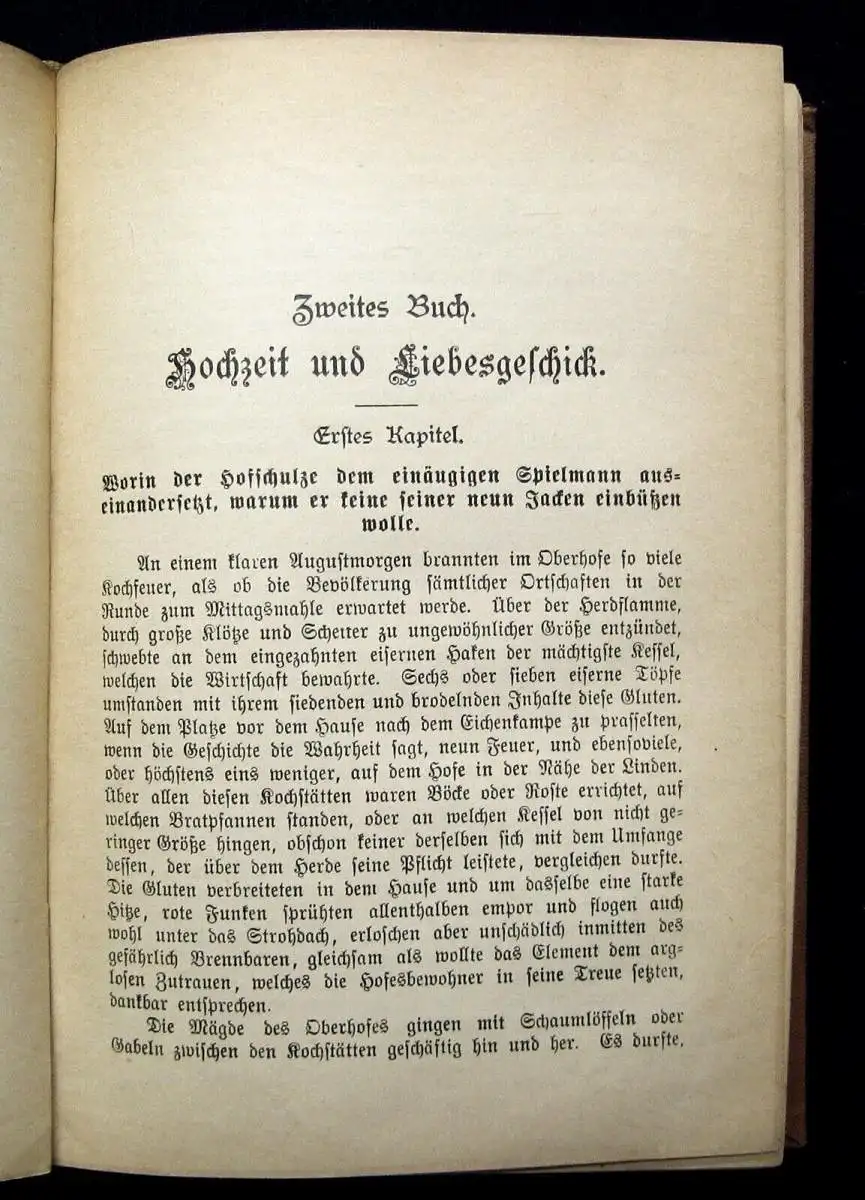 Zweites Buch.
Hochzeit und Liebesgeschick.
Erstes Kapitel.
Worin der Hofschulze dem einäugigen Spielmann aus=
einandersetzt, warum er keine seiner neun Jacken einbüßen
wolle.
An einem klaren Augustmorgen brannten im Oberhofe so viele
Kochfeuer, als ob die Bevölkerung sämtlicher Ortschaften in der
Runde zum Mittagsmahle erwartet werde. Über der Herdflamme,
durch große Klötze und Scheiter zu ungewöhnlicher Größe entzündet,
schwebte an dem eingezahnten eisernen Haken der mächtigste Kessel,
welchen die Wirtschaft bewahrte. Sechs oder sieben eiserne Töpfe
umstanden mit ihrem siedenden und brodelnden Inhalte diese Gluten.
Auf dem Platze vor dem Hause nach dem Eichenkampe zu prasselten,
wenn die Geschichte die Wahrheit sagt, neun Feuer, und ebensoviele,
oder höchstens eins weniger, auf dem Hofe in der Nähe der Linden.
Über allen diesen Kochstätten waren Böcke oder Roste errichtet, auf
welchen Bratpfannen standen, oder an welchen Kessel von nicht ge=
ringer Größe hingen, obschon keiner derselben sich mit dem Umfange
dessen, der über dem Herde seine Pflicht leistete, vergleichen durfte.
Die Gluten verbreiteten in dem Hause und um dasselbe eine starke
Hitze, rote Funken sprühten allenthalben empor und flogen auch
wohl unter das Strohdach, erloschen aber unschädlich inmitten des
gefährlich Brennbaren, gleichsam als wollte das Element dem arg=
losen Zutrauen, welches die Hofesbewohner in seine Treue setzten,
dankbar entsprechen.
Die Mägde des Oberhofes gingen mit Schaumlöffeln oder
Gabeln zwischen den Kochstätten geschäftig hin und her. Es durfte,